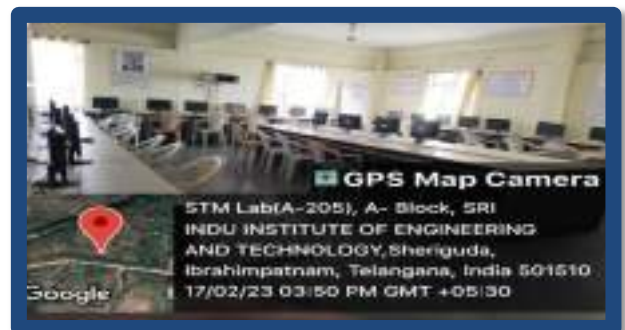 GPS Map Camera
STM Lab(A-205), A- Block, SRI
INDU INSTITUTE OF ENGINEERING
AND TECHNOLOGY,Sheriguda,
Ibrahimpatnam, Telangana, India 501510
17/02/23 03:50 PM GMT +05:30
Google